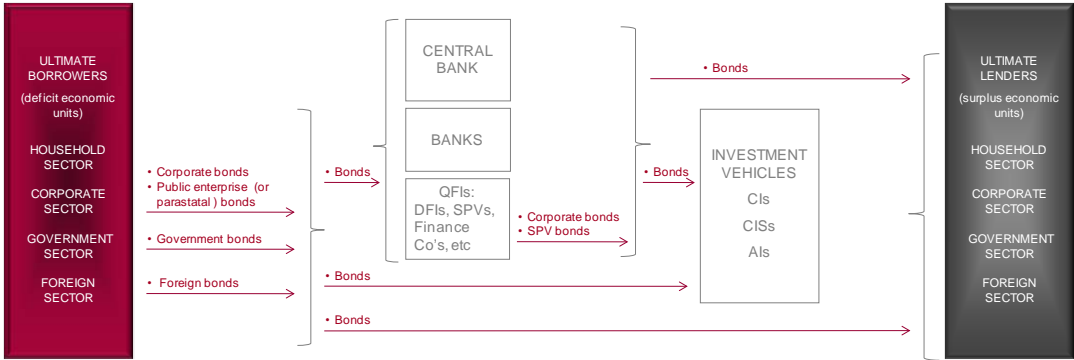 ULTIMATE
BORROWERS
(deficit economic
units)
HOUSEHOLD
SECTOR
CORPORATE
SECTOR
GOVERNMENT
SECTOR
FOREIGN
SECTOR
• Corporate bonds
• Public enterprise (or
parastatal) bonds
• Government bonds
• Foreign bonds
• Bonds
• Bonds
• Bonds
CENTRAL
BANK
BANKS
QFIs:
DFIs, SPVs,
Finance
Co's, etc
• Corporate bonds
• SPV bonds
• Bonds
• Bonds
INVESTMENT
VEHICLES
CIs
CISs
AIs
ULTIMATE
LENDERS
(surplus economic
units)
HOUSEHOLD
SECTOR
CORPORATE
SECTOR
GOVERNMENT
SECTOR
FOREIGN
SECTOR